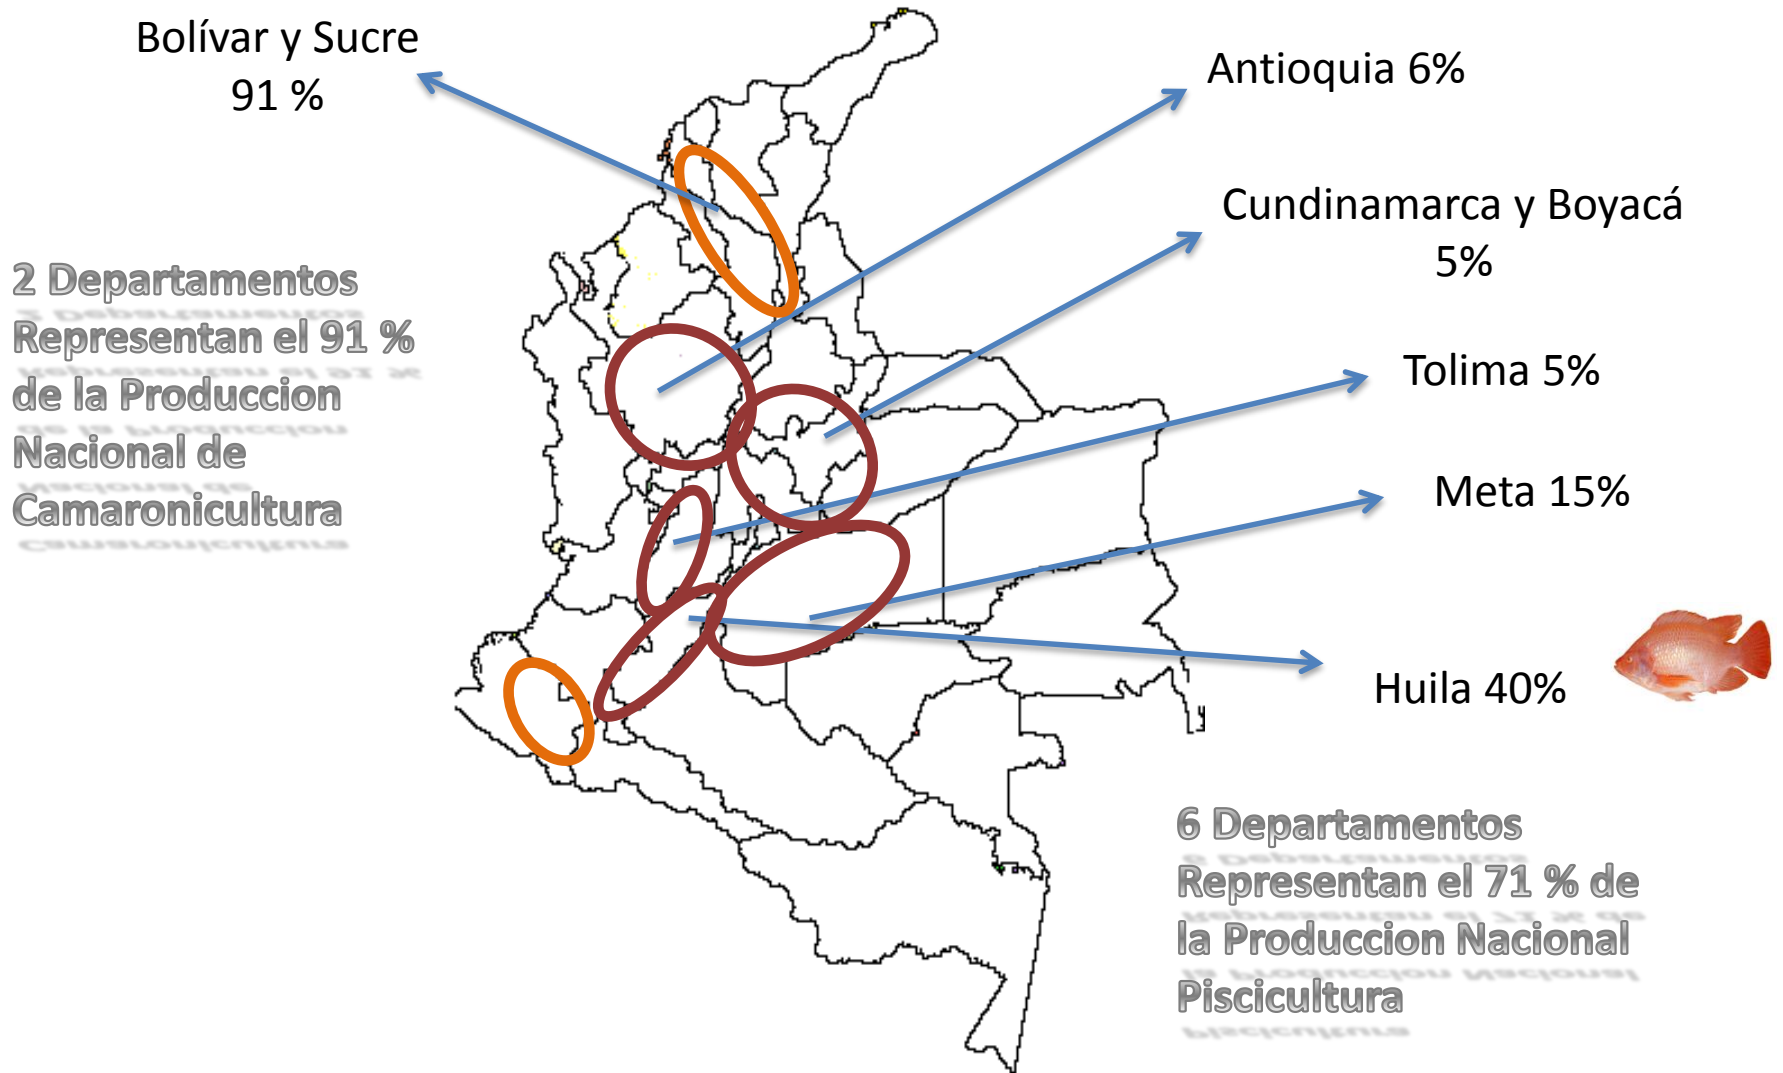 Bolívar y Sucre
91 %
Antioquia 6%
Cundinamarca y Boyacá
5%
2 Departamentos
Representan el 91 %
de la Produccion
Nacional de
Camaronicultura
Tolima 5%
Meta 15%
Huila 40%
6 Departamentos
Representan el 71 % de
la Produccion Nacional
Piscicultura